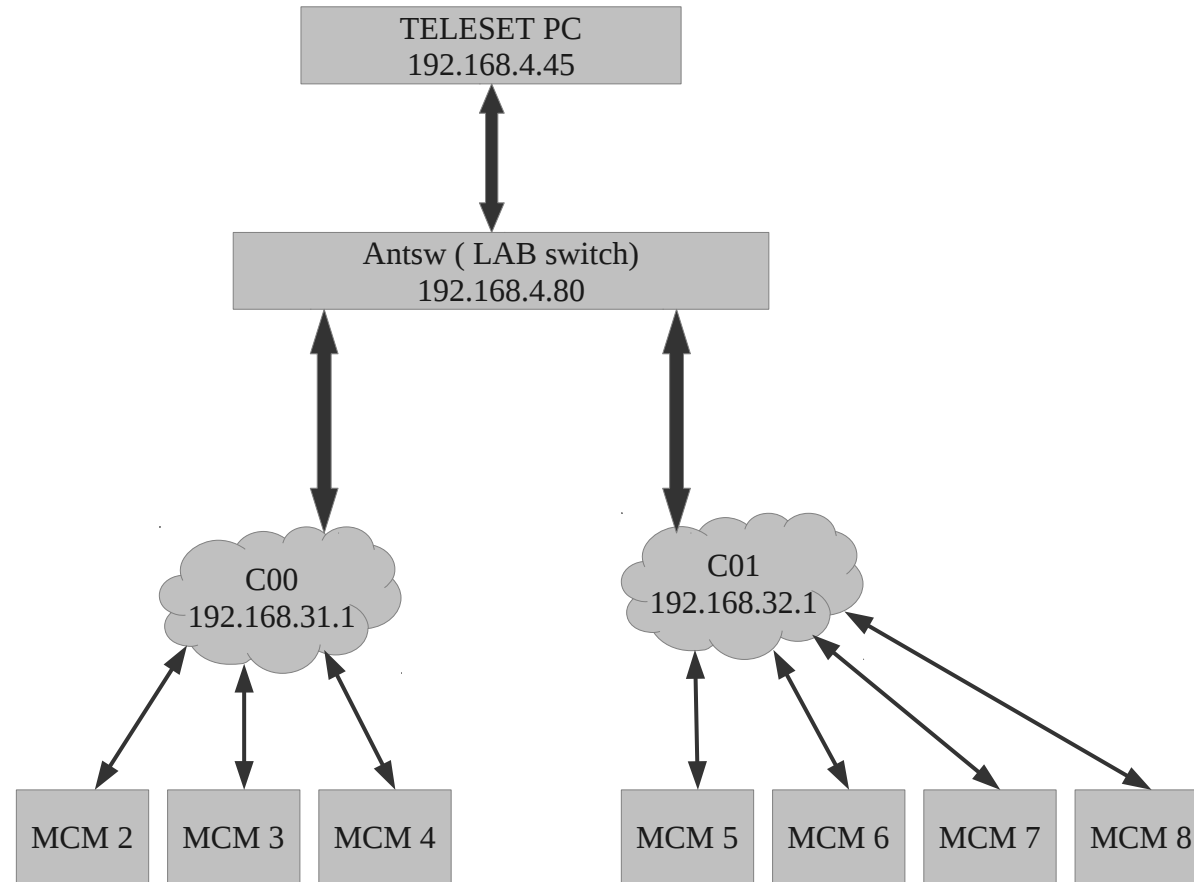 TELESET PC
192.168.4.45
Antsw ( LAB switch)
192.168.4.80
C00
192.168.31.1
C01
192.168.32.1
MCM 2
MCM 3
MCM 4
MCM 5
MCM 6
MCM 7
MCM 8